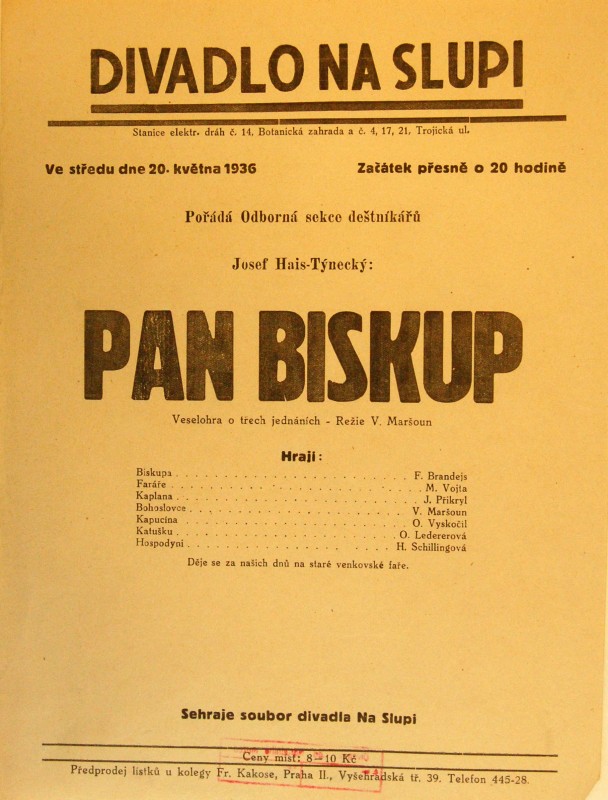 DIVADLO NA SLUPI
Stanice elektr. dráh č. 14, Botanická zahrada a č. 4, 17, 21, Trojická ul.
Ve středu dne 20. května 1936 Začátek přesně o 20 hodině
Pořádá Odborná sekce deštníkářů
Josef Hais-Týnecký:
PAN BISKUP
Veselohra o třech jednáních - Režie V. Maršoun
Hrají:
Biskupa . . . . . . . . . . . . . . . . F. Brandejs
Faráře . . . . . . . . . . . . . . . . M. Vojta
Kaplana . . . . . . . . . . . . . . . . J. Přikryl
Bohoslovce . . . . . . . . . . . . . . . . V. Maršoun
Kapucína . . . . . . . . . . . . . . . . O. Vyskočil
Katušku . . . . . . . . . . . . . . . . O. Ledererová
Hospodyni . . . . . . . . . . . . . . . . H. Schillingová
Děje se za našich dnů na staré venkovské faře.
Sehraje soubor divadla Na Slupi
Ceny míst: 8—10 Kč
Předprodej lístků u kolegy Fr. Kakose, Praha II., Vyšehradská tř. 39. Telefon 445-28.